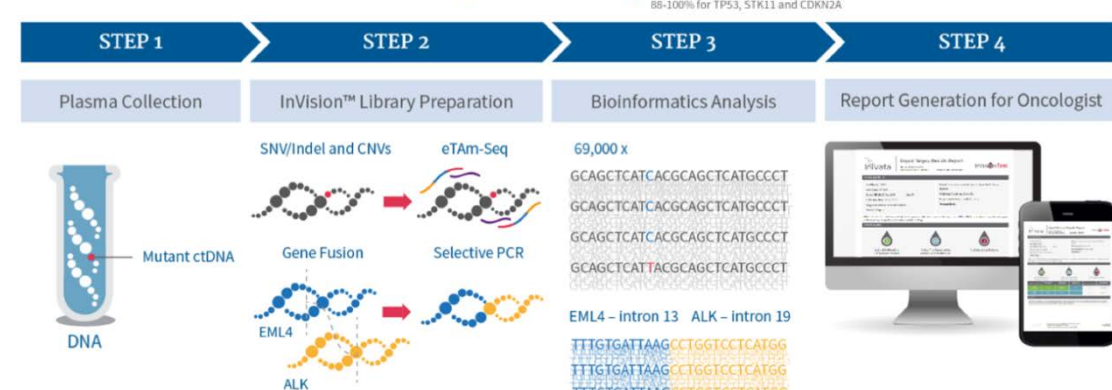 88-100% for TP53, STK11 and CDKN2A
STEP 1
STEP 2
STEP 3
STEP 4
Plasma Collection
InVision™ Library Preparation
Bioinformatics Analysis
Report Generation for Oncologist
SNV/Indel and CNVs
eTAm-Seq
69,000 x
GCAGCTCATCACGCAGCTCATGCCCT
GCAGCTCATCACGCAGCTCATGCCCT
GCAGCTCATCACGCAGCTCATGCCCT
GCAGCTCATTACGCAGCTCATGCCCT
Mutant ctDNA
DNA
Gene Fusion
Selective PCR
EML4
ALK
EML4 – intron 13 ALK – intron 19
TTTGTGATTAAGCCTGGTCCTCATGG
TTTGTGATTAAGCCTGGTCCTCATGG
TTTGTGATTAAGCCTGGTCCTCATGG
inivata